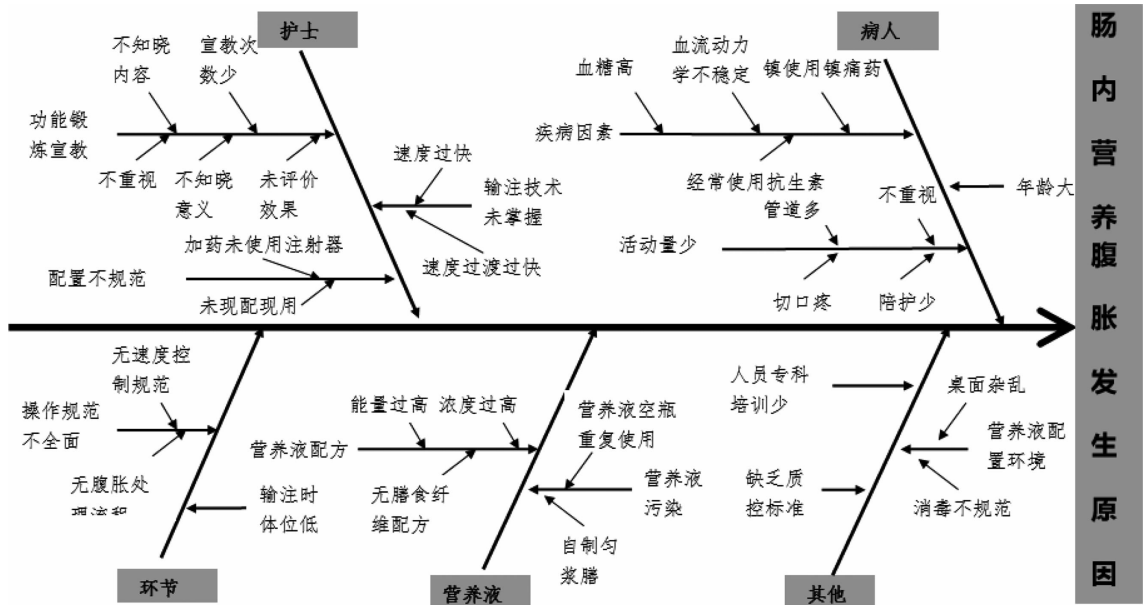 护士
不知晓
内容
宣教次
数少
功能锻
炼宣教
不重视
不知晓
意义
未评价
效果
速度过快
输注技术
未掌握
速度过渡过快
加药未使用注射器
配置不规范
未现配现用
病人
血糖高
血流动力
学不稳定
镇使用镇痛药
疾病因素
经常使用抗生素
年龄大
管道多
不重视
活动量少
切口疼
陪护少
肠内营养腹胀发生原因
无速度控
制规范
操作规范
不全面
无腹胀处
理流程
输注时
体位低
环节
能量过高
浓度过高
营养液配方
无膳食纤
维配方
营养液空瓶
重复使用
营养液
污染
自制匀
浆膳
营养液
人员专科
培训少
桌面杂乱
营养液配
置环境
消毒不规范
缺乏质
控标准
其他